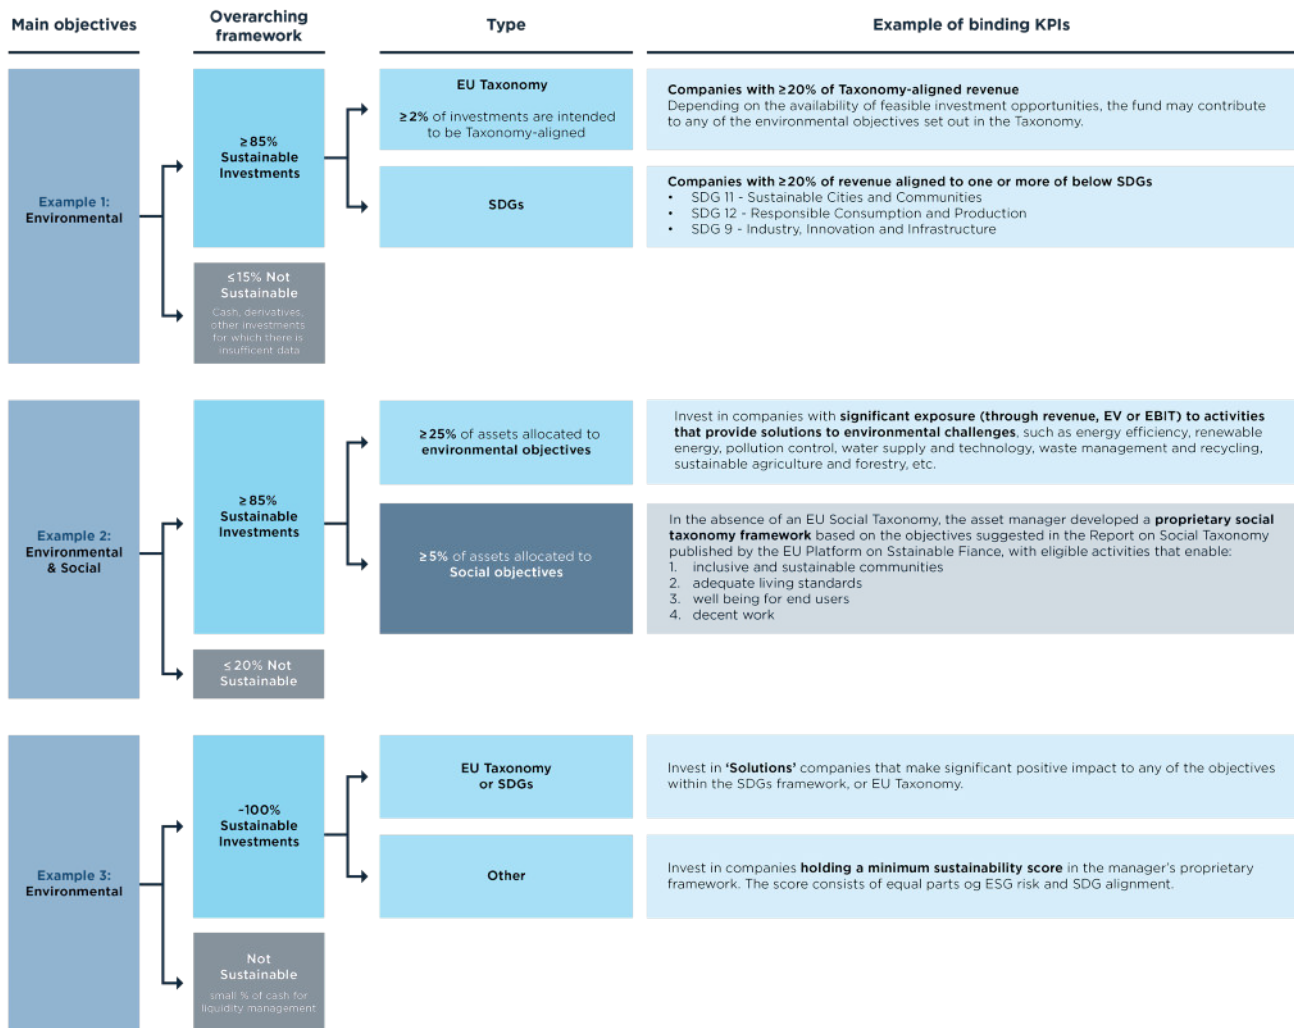 Main objectives
Overarching
framework
Type
Example of binding KPIs
Example 1:
Environmental
≥85%
Sustainable
Investments
≤15% Not
Sustainable
Cash, derivatives,
other investments
for which there is
insufficent data
EU Taxonomy
≥2% of investments are intended
to be Taxonomy-aligned
Companies with ≥20% of Taxonomy-aligned revenue
Depending on the availability of feasible investment opportunities, the fund may contribute
to any of the environmental objectives set out in the Taxonomy.
SDGs
Companies with ≥20% of revenue aligned to one or more of below SDGs
• SDG 11 - Sustainable Cities and Communities
• SDG 12 - Responsible Consumption and Production
• SDG 9 - Industry, Innovation and Infrastructure
Example 2:
Environmental
& Social
≥85%
Sustainable
Investments
≤20% Not
Sustainable
≥25% of assets allocated to
environmental objectives
Invest in companies with significant exposure (through revenue, EV or EBIT) to activities
that provide solutions to environmental challenges, such as energy efficiency, renewable
energy, pollution control, water supply and technology, waste management and recycling,
sustainable agriculture and forestry, etc.
≥5% of assets allocated to
Social objectives
In the absence of an EU Social Taxonomy, the asset manager developed a proprietary social
taxonomy framework based on the objectives suggested in the Report on Social Taxonomy
published by the EU Platform on Sstainable Fiance, with eligible activities that enable:
1. inclusive and sustainable communities
2. adequate living standards
3. well being for end users
4. decent work
Example 3:
Environmental
~100%
Sustainable
Investments
Not
Sustainable
small % of cash for
liquidity management
EU Taxonomy
or SDGs
Invest in ‘Solutions’ companies that make significant positive impact to any of the objectives
within the SDGs framework, or EU Taxonomy.
Other
Invest in companies holding a minimum sustainability score in the manager’s proprietary
framework. The score consists of equal parts og ESG risk and SDG alignment.